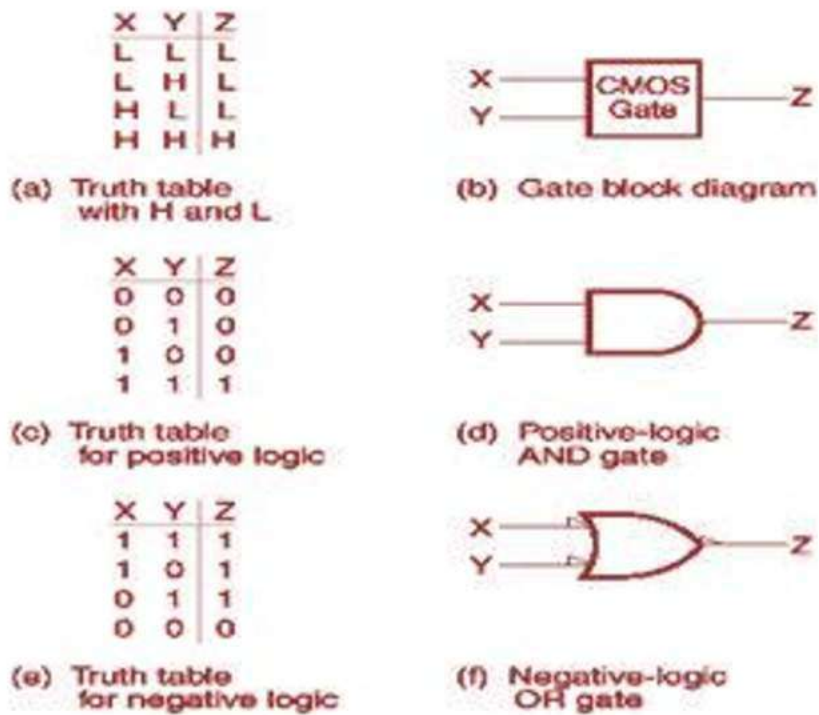 X Y Z
L L L
L H L
H L L
H H H
(a) Truth table
with H and L
X
Y
CMOS
Gate
Z
(b) Gate block diagram
X Y Z
0 0 0
0 1 0
1 0 0
1 1 1
(c) Truth table
for positive logic
X
Y
Z
(d) Positive-logic
AND gate
X Y Z
1 1 1
1 0 1
0 1 1
0 0 0
(e) Truth table
for negative logic
X
Y
Z
(f) Negative-logic
OR gate